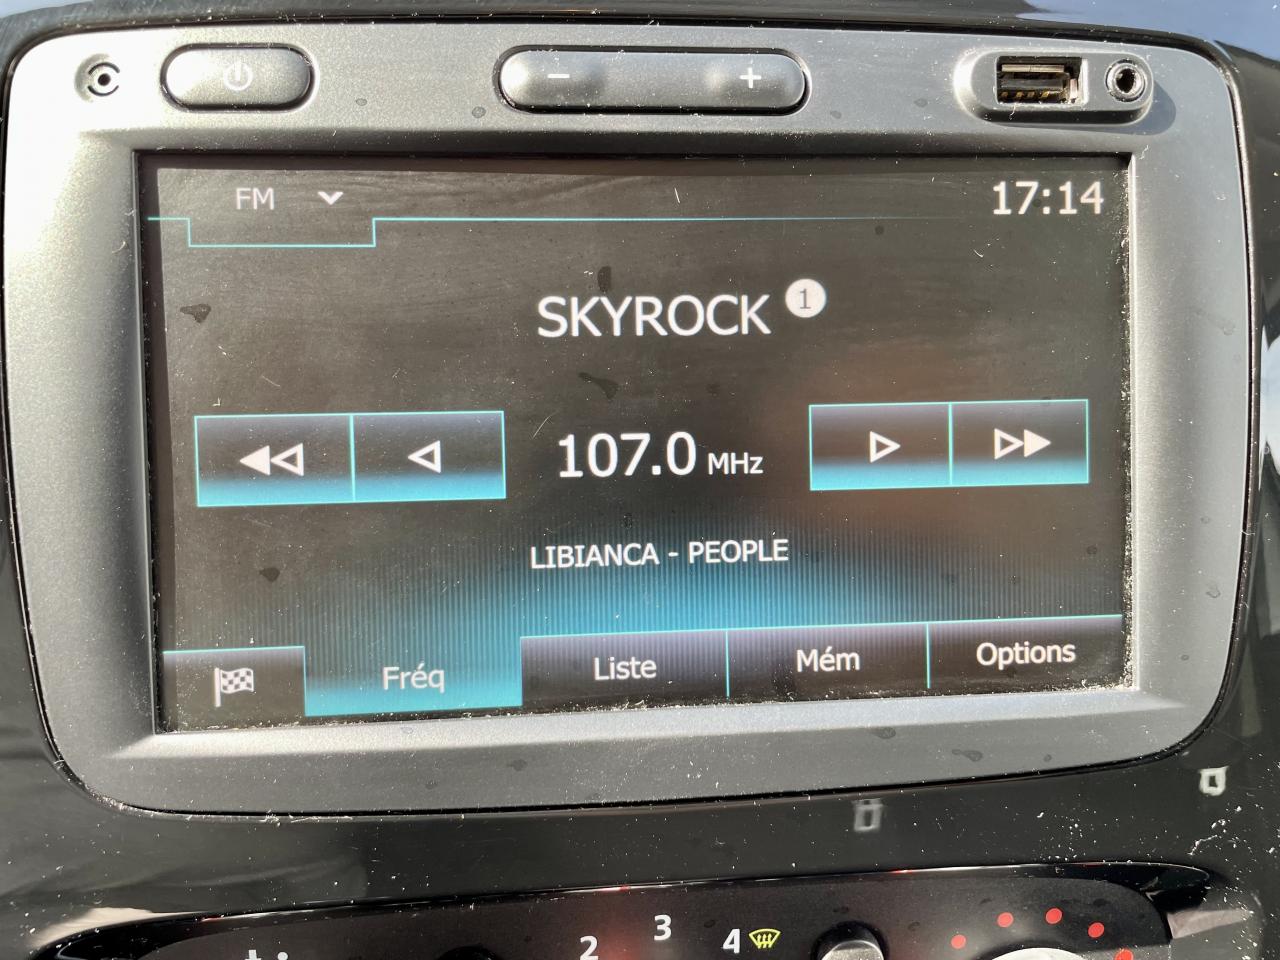 - +
FM 17:14
SKYROCK 1
107.0 MHz
LIBIANCA - PEOPLE
Fréq Liste Mém Options
2 3 4